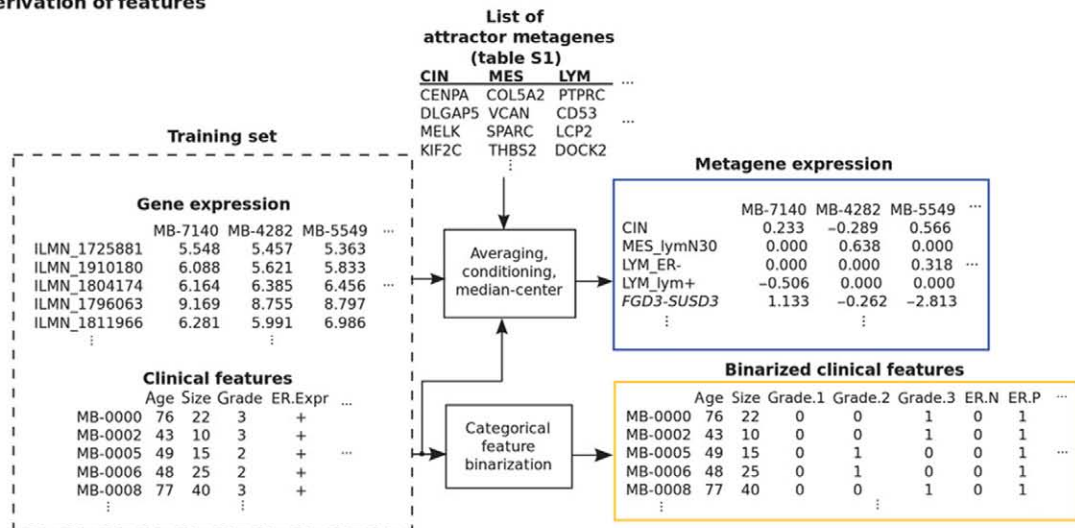 erivation of features
List of
attractor metagenes
(table S1)
CIN MES LYM ...
CENPA COL5A2 PTPRC
DLGAP5 VCAN CD53 ...
MELK SPARC LCP2
KIF2C THBS2 DOCK2
⋮
Training set
Gene expression
MB-7140 MB-4282 MB-5549 ...
ILMN_1725881 5.548 5.457 5.363
ILMN_1910180 6.088 5.621 5.833
ILMN_1804174 6.164 6.385 6.456 ...
ILMN_1796063 9.169 8.755 8.797
ILMN_1811966 6.281 5.991 6.986
⋮ ⋮
Clinical features
Age Size Grade ER.Expr ...
MB-0000 76 22 3 +
MB-0002 43 10 3 +
MB-0005 49 15 2 + ...
MB-0006 48 25 2 +
MB-0008 77 40 3 +
⋮ ⋮
Averaging,
conditioning,
median-center
Categorical
feature
binarization
Metagene expression
MB-7140 MB-4282 MB-5549 ...
CIN 0.233 –0.289 0.566
MES_lymN30 0.000 0.638 0.000
LYM_ER- 0.000 0.000 0.318 ...
LYM_lym+ –0.506 0.000 0.000
FGD3-SUSD3 1.133 –0.262 –2.813
⋮ ⋮
Binarized clinical features
Age Size Grade.1 Grade.2 Grade.3 ER.N ER.P ...
MB-0000 76 22 0 0 1 0 1
MB-0002 43 10 0 0 1 0 1
MB-0005 49 15 0 1 0 0 1 ...
MB-0006 48 25 0 1 0 0 1
MB-0008 77 40 0 0 1 0 1
⋮ ⋮